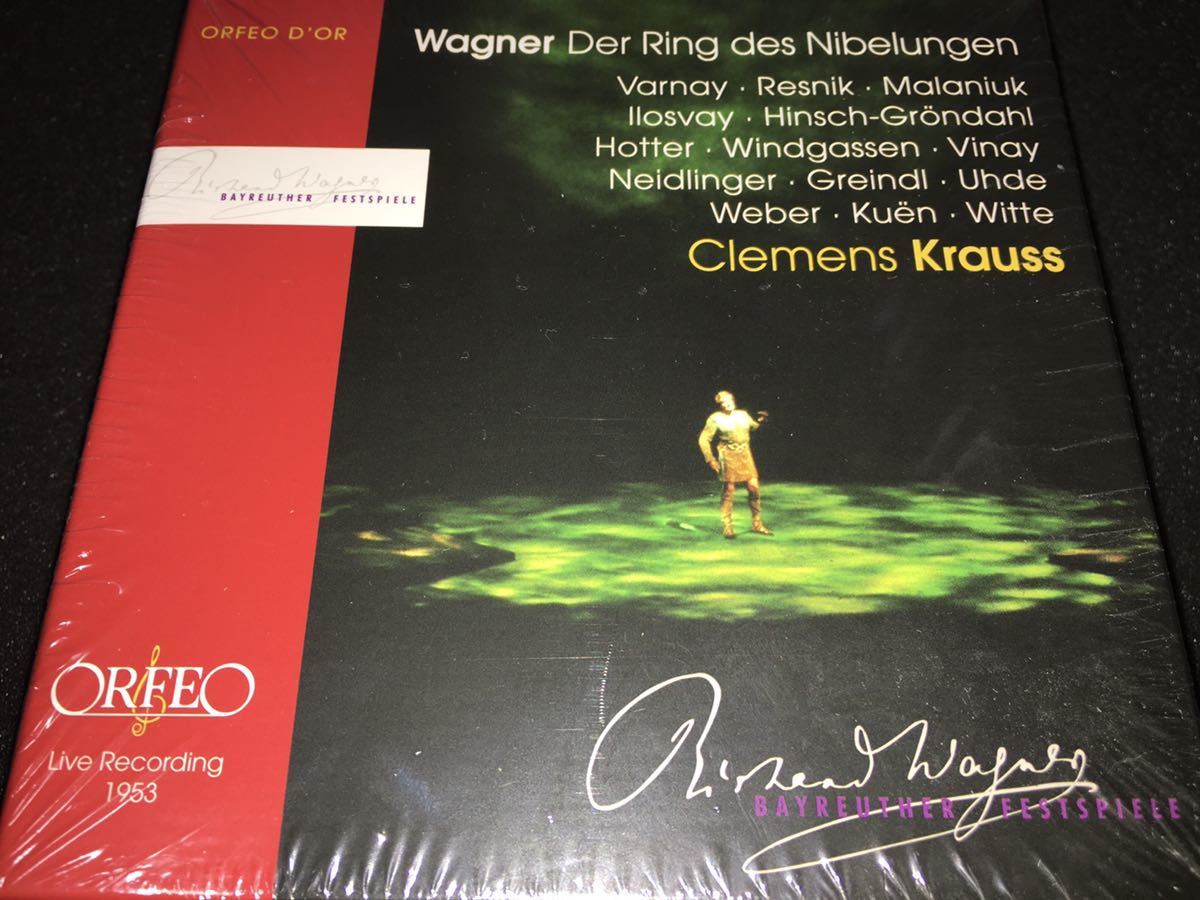 ORFEO D'OR
Wagner Der Ring des Nibelungen
Varnay · Resnik · Malaniuk
Ilosvay · Hinsch-Gröndahl
Hotter · Windgassen · Vinay
Neidlinger · Greindl · Uhde
Weber · Kuën · Witte
Clemens Krauss
Richard Wagner
BAYREUTHER FESTSPIELE
ORFEO
Live Recording
1953
Richard Wagner
BAYREUTHER FESTSPIELE